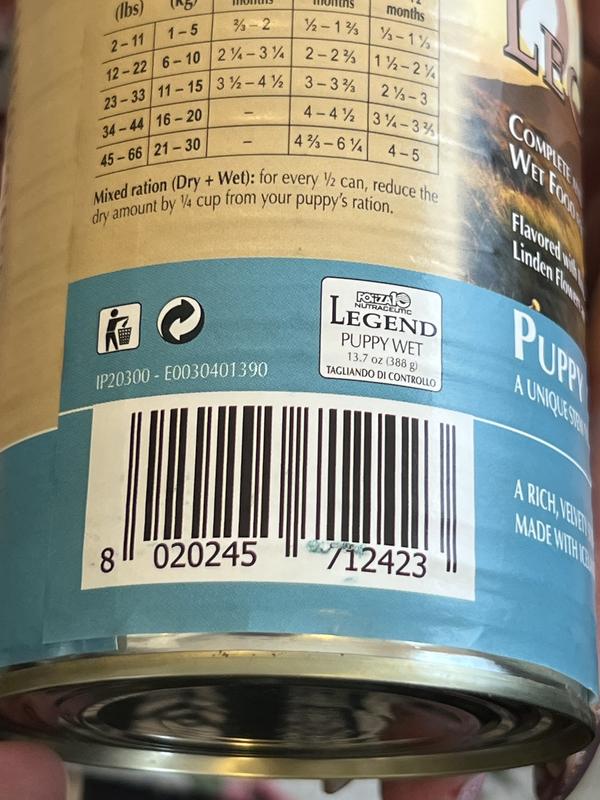 (lbs) (Kg) months months months
2 – 11 1 – 5 ⅔ – 2 ½ – 1 ⅔ ⅓ – 1 ⅓
12 – 22 6 – 10 2 ¼ – 3 ¼ 2 – 2 ⅔ 1 ½ – 2 ¼
23 – 33 11 – 15 3 ½ – 4 ½ 3 – 3 ⅔ 2 ⅓ – 3
34 – 44 16 – 20 – 4 – 4 ½ 3 ¼ – 3 ⅔
45 – 66 21 – 30 – 4 ⅔ – 6 ¼ 4 – 5
Mixed ration (Dry + Wet): for every ½ can, reduce the
dry amount by ¼ cup from your puppy's ration.
IP20300 - E0030401390
FORZA10
NUTRACEUTIC
LEGEND
PUPPY WET
13.7 oz (388 g)
TAGLIANDO DI CONTROLLO
8 020245 712423
COMPLETE
WET FOOD
Flavored
Linden Flower
PUPPY
A UNIQUE
A RICH,
MADE WITH